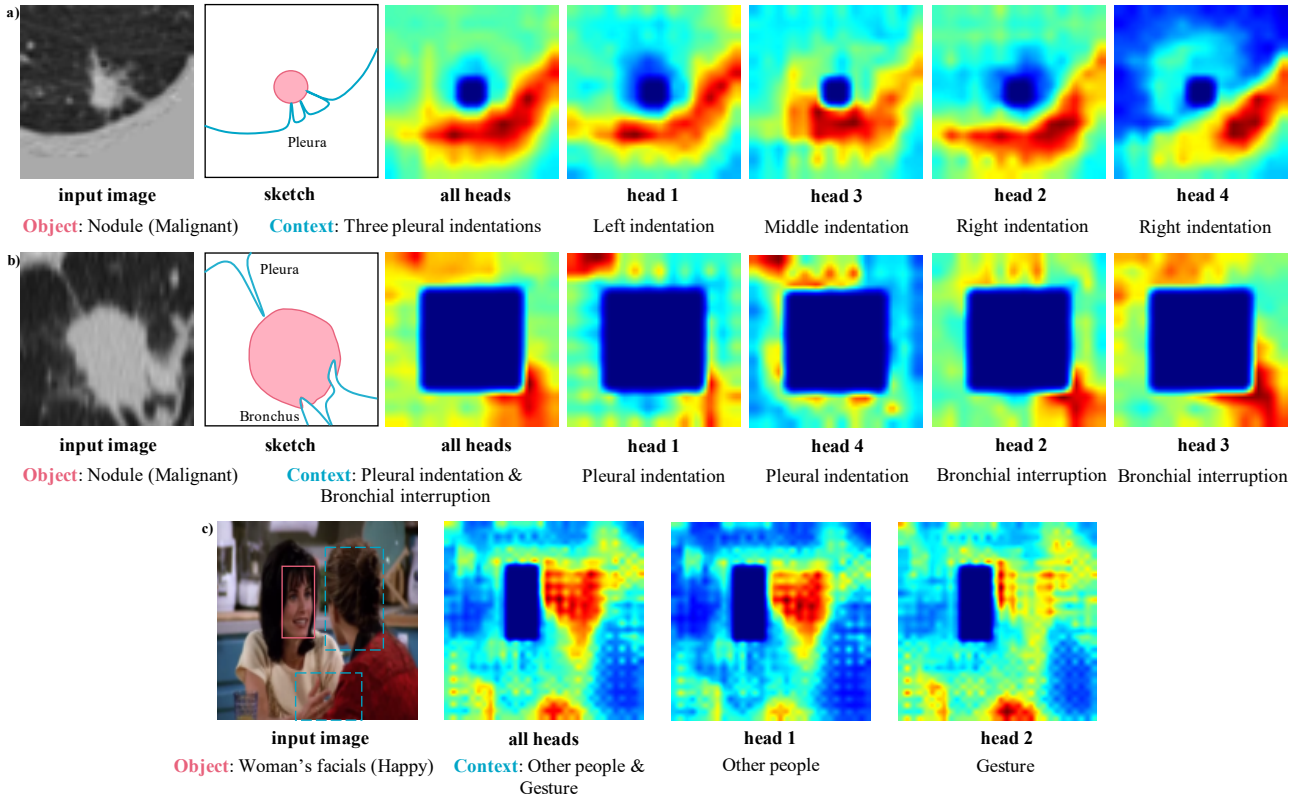 a)
Pleura
input image sketch all heads head 1 head 3 head 2 head 4
Object: Nodule (Malignant) Context: Three pleural indentations Left indentation Middle indentation Right indentation Right indentation
b)
Pleura
Bronchus
input image sketch all heads head 1 head 4 head 2 head 3
Object: Nodule (Malignant) Context: Pleural indentation & Pleural indentation Pleural indentation Bronchial interruption Bronchial interruption
Bronchial interruption
c)
input image all heads head 1 head 2
Object: Woman's facials (Happy) Context: Other people & Other people Gesture
Gesture